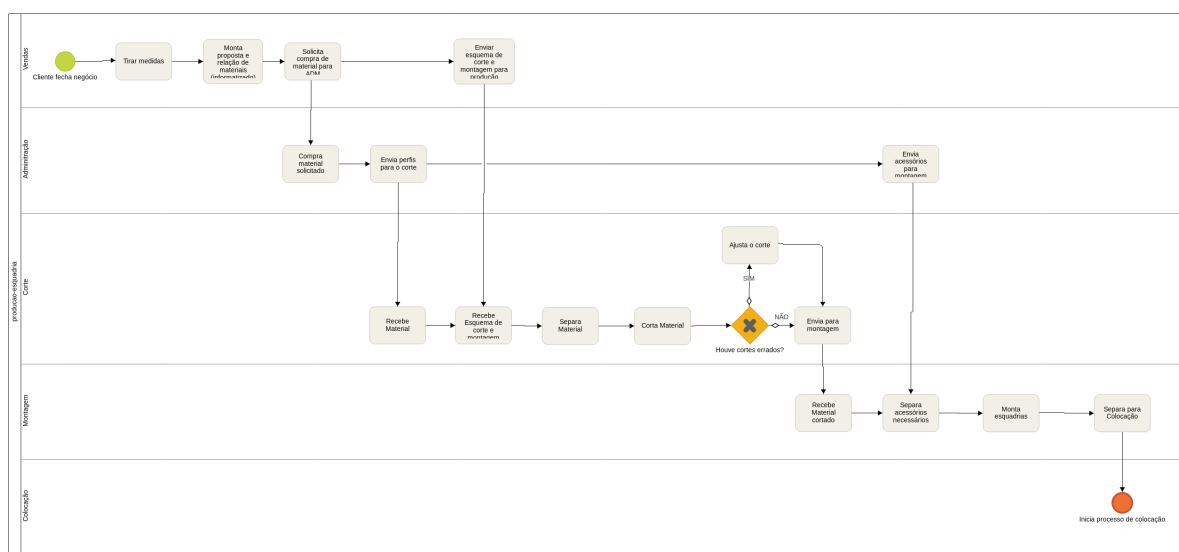 producao-esquadria
Vendas
Cliente fecha negócio
Tirar medidas
Monta
proposta e
relação de
materiais
(informatizado)
Solicita
compra de
material para
ADM
Enviar
esquema de
corte e
montagem para
produção
Adminitração
Compra
material
solicitado
Envia perfis
para o corte
Envia
acessórios
para
montagem
Corte
Recebe
Material
Recebe
Esquema de
corte e
montagem
Separa
Material
Corta Material
Houve cortes errados?
SIM
Ajusta o corte
NÃO
Envia para
montagem
Montagem
Recebe
Material
cortado
Separa
acessórios
necessários
Monta
esquadrias
Separa para
Colocação
Colocação
Inicia processo de colocação